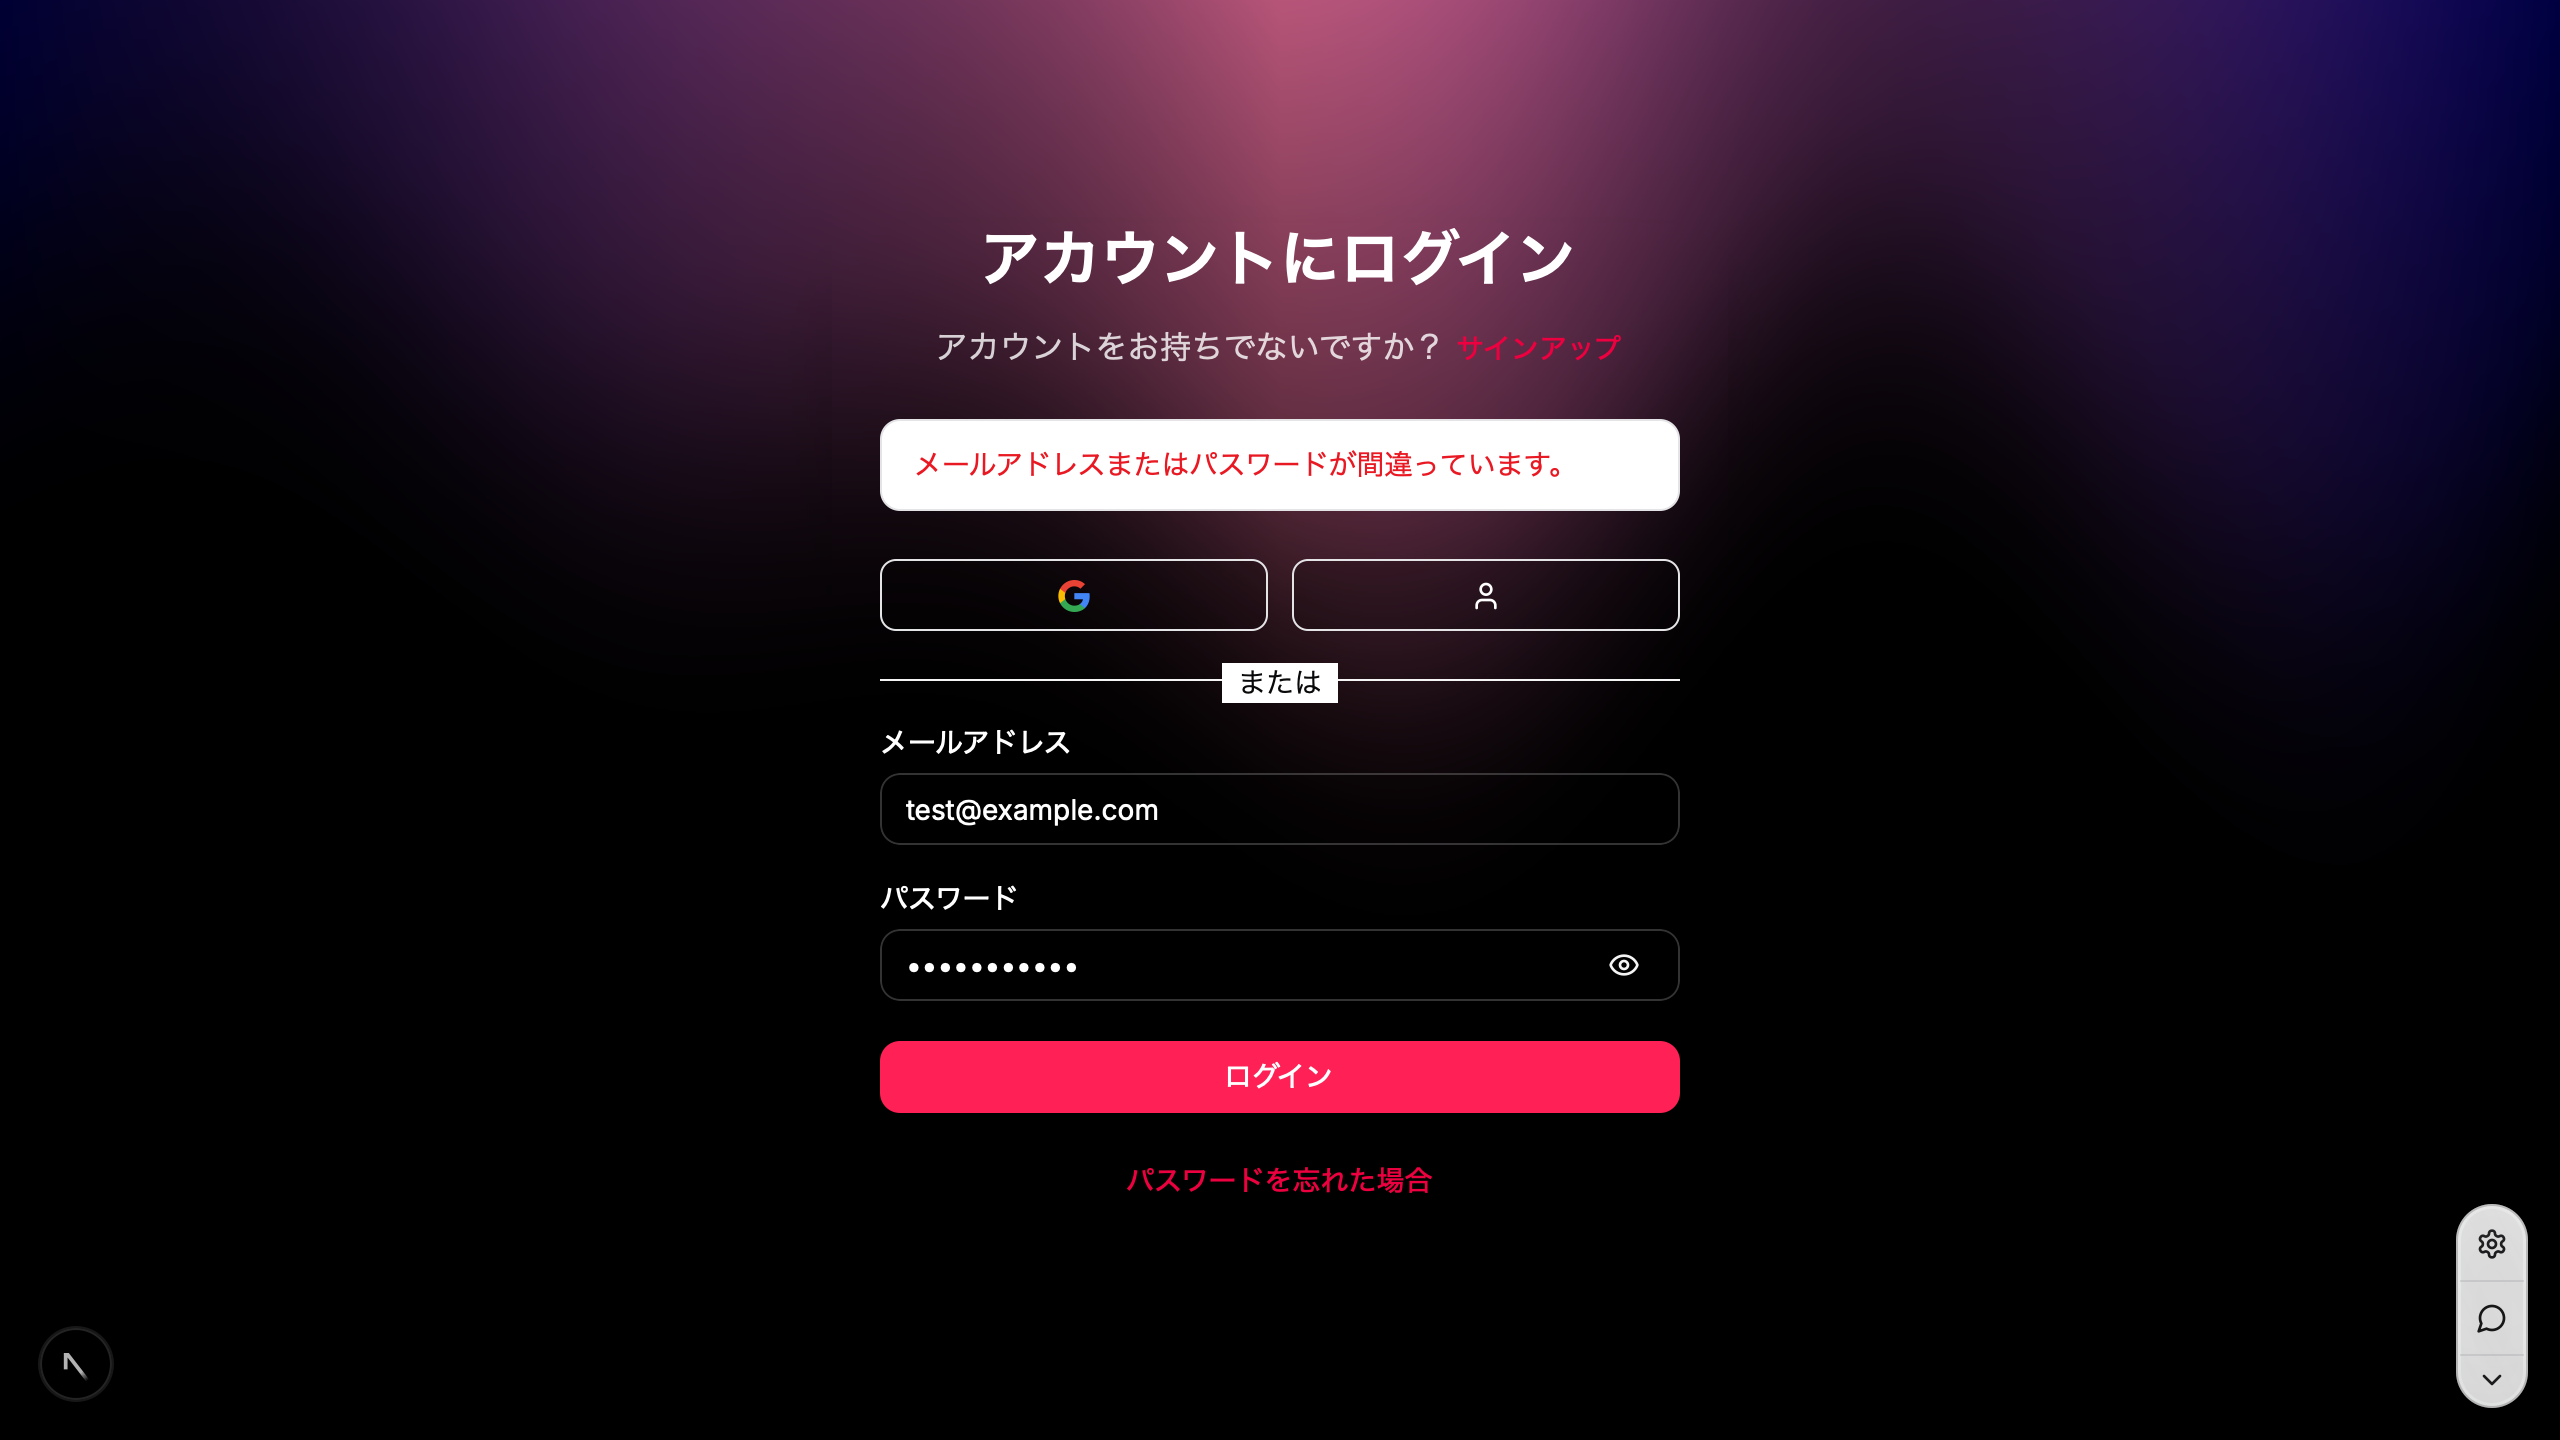 アカウントにログイン
アカウントをお持ちでないですか？ サインアップ
メールアドレスまたはパスワードが間違っています。
または
メールアドレス
test@example.com
パスワード
•••••••••••
ログイン
パスワードを忘れた場合